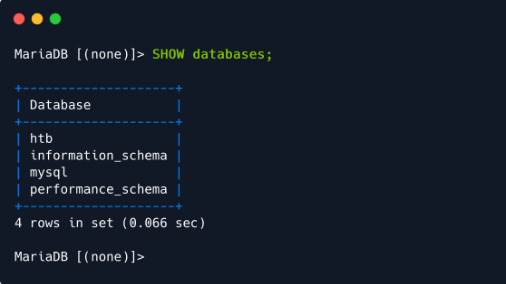 MariaDB [(none)]> SHOW databases;
+--------------------+
| Database           |
+--------------------+
| htb                |
| information_schema |
| mysql              |
| performance_schema |
+--------------------+
4 rows in set (0.066 sec)
MariaDB [(none)]>